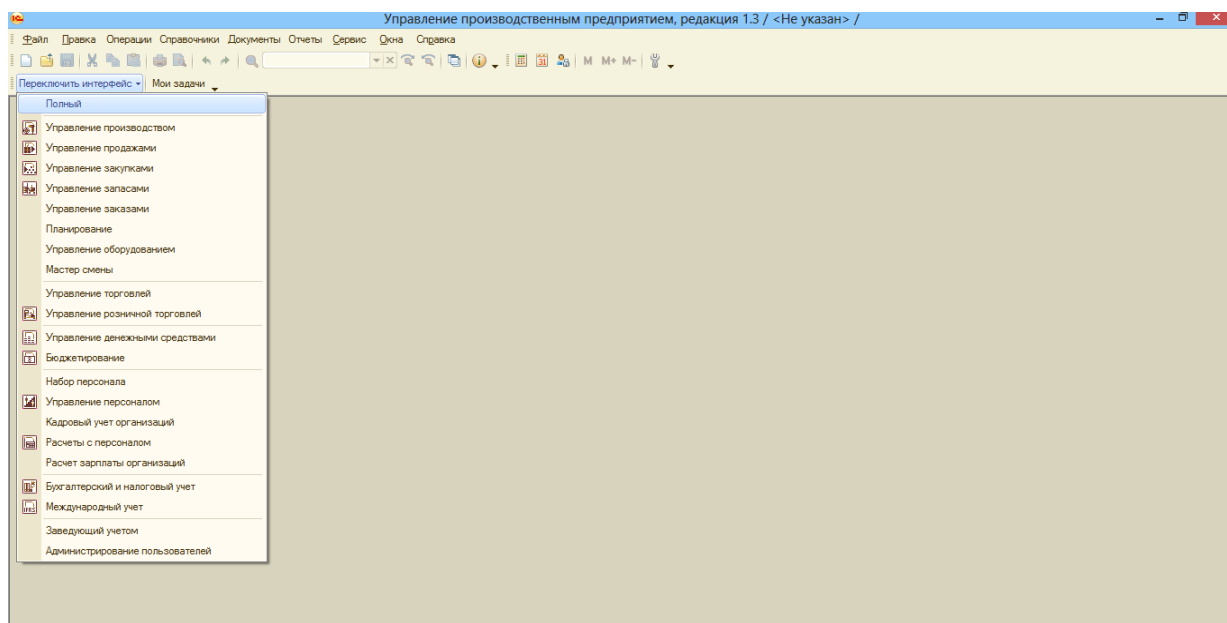 Управление производственным предприятием, редакция 1.3 / <Не указан> /
Файл Правка Операции Справочники Документы Отчеты Сервис Окна Справка
M M+ M-
Переключить интерфейс Мои задачи
Полный
Управление производством
Управление продажами
Управление закупками
Управление запасами
Управление заказами
Планирование
Управление оборудованием
Мастер смены
Управление торговлей
Управление розничной торговлей
Управление денежными средствами
Бюджетирование
Набор персонала
Управление персоналом
Кадровый учет организаций
Расчеты с персоналом
Расчет зарплаты организаций
Бухгалтерский и налоговый учет
Международный учет
Заведующий учетом
Администрирование пользователей